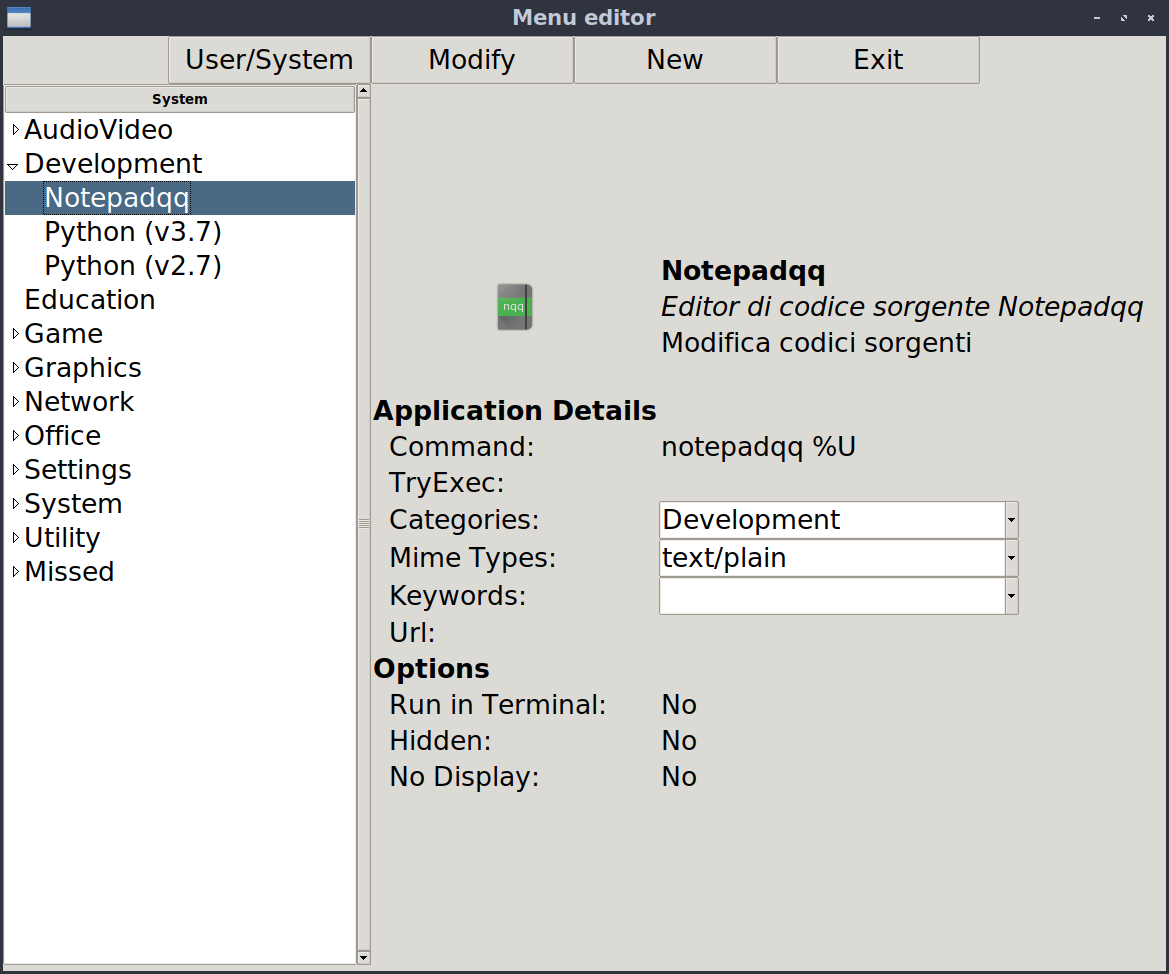 Menu editor
User/System Modify New Exit
System
AudioVideo
Development
Notepadqq
Python (v3.7)
Python (v2.7)
Education
Game
Graphics
Network
Office
Settings
System
Utility
Missed
nqq
Notepadqq
Editor di codice sorgente Notepadqq
Modifica codici sorgenti
Application Details
Command: notepadqq %U
TryExec:
Categories: Development
Mime Types: text/plain
Keywords:
Url:
Options
Run in Terminal: No
Hidden: No
No Display: No